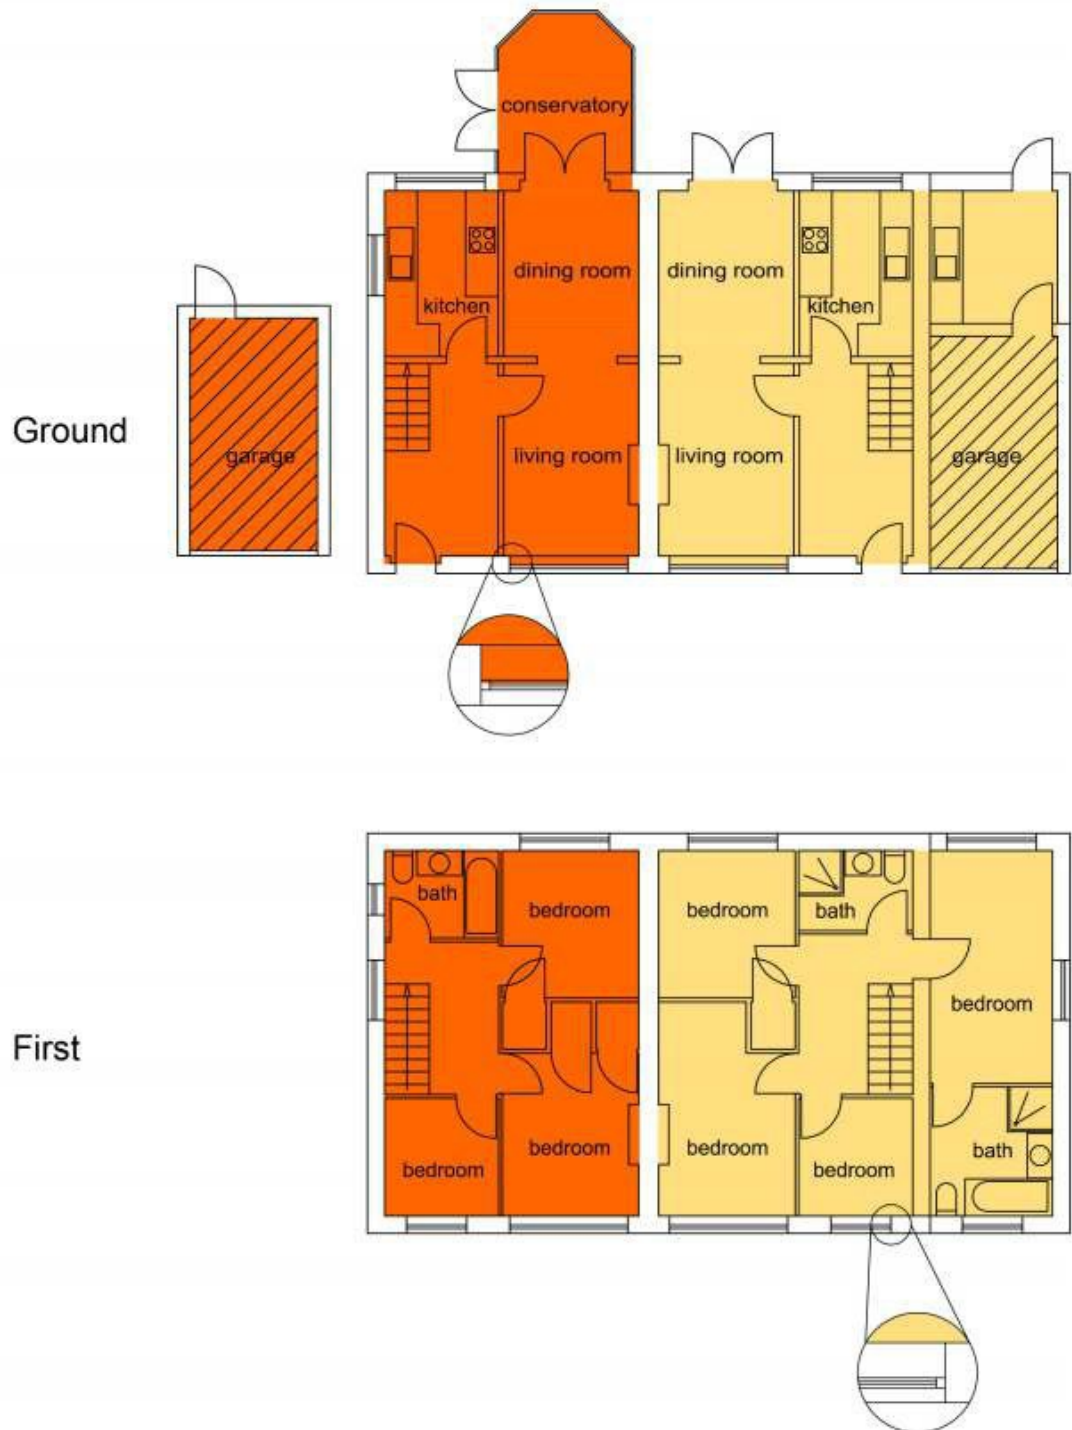 conservatory
dining room
dining room
kitchen
kitchen
Ground
garage
living room
living room
garage
bath
bedroom
bedroom
bath
First
bedroom
bedroom
bedroom
bedroom
bedroom
bath